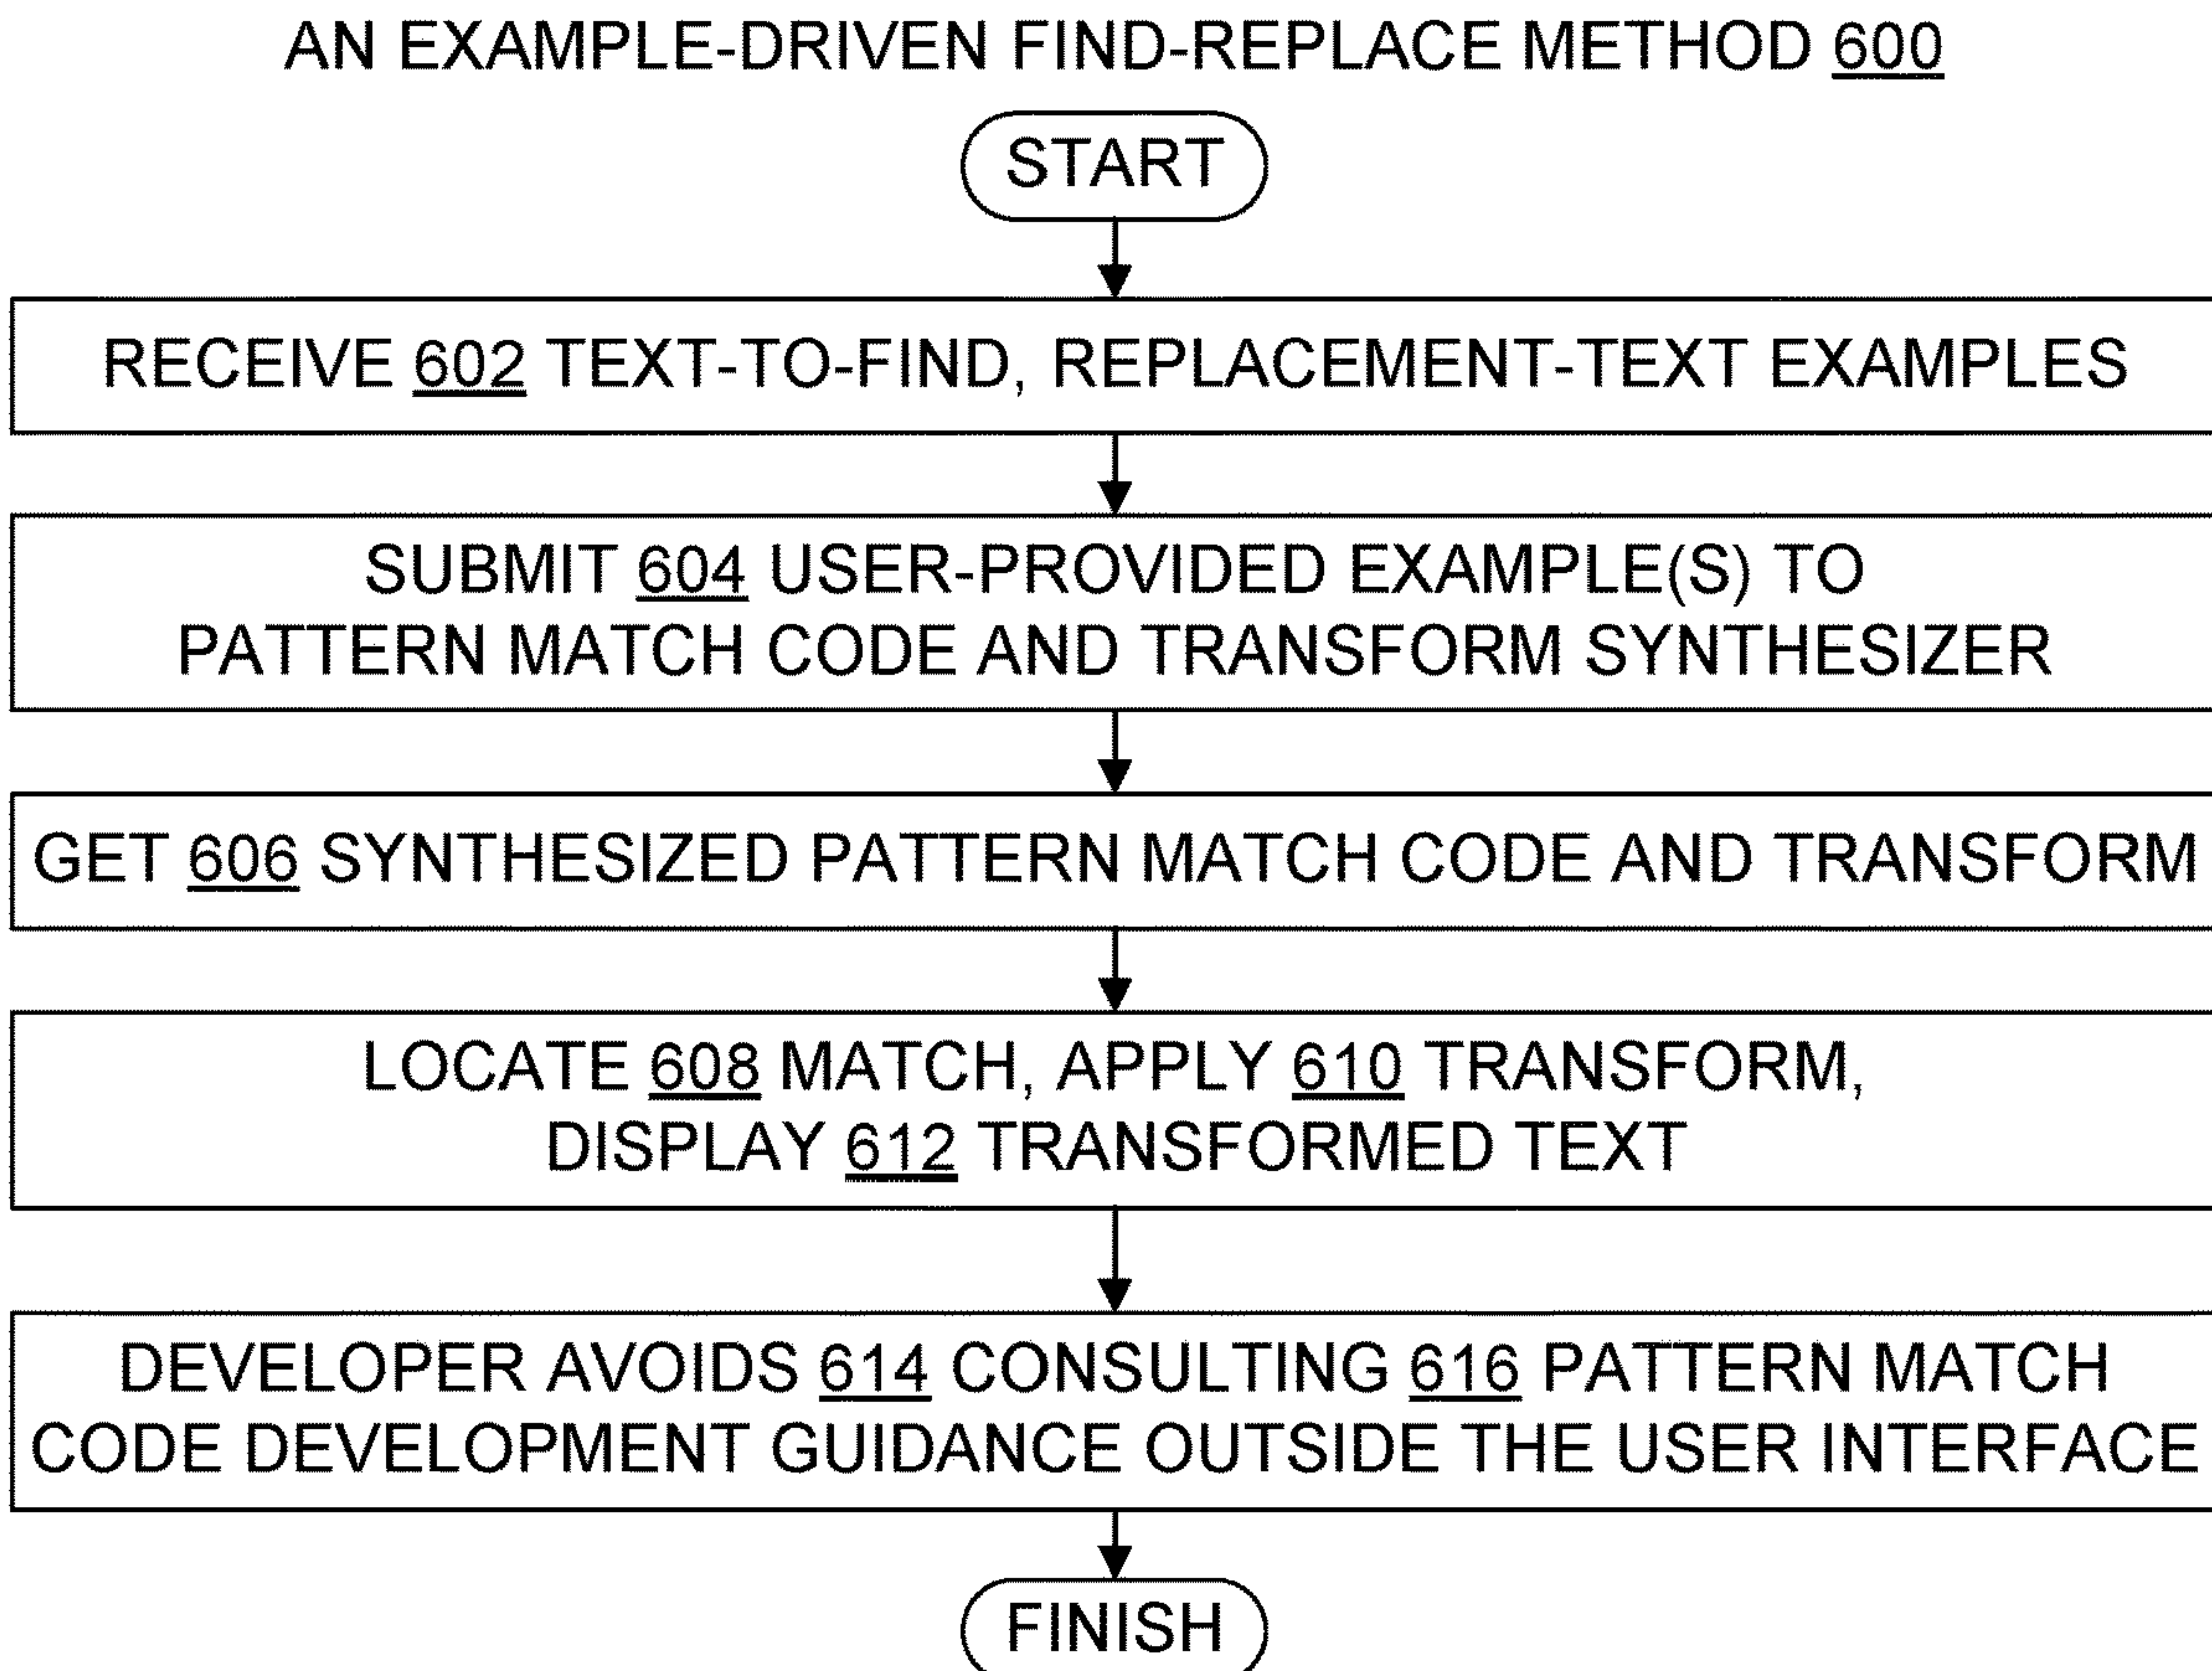 AN EXAMPLE-DRIVEN FIND-REPLACE METHOD 600
START
RECEIVE 602 TEXT-TO-FIND, REPLACEMENT-TEXT EXAMPLES
SUBMIT 604 USER-PROVIDED EXAMPLE(S) TO
PATTERN MATCH CODE AND TRANSFORM SYNTHESIZER
GET 606 SYNTHESIZED PATTERN MATCH CODE AND TRANSFORM
LOCATE 608 MATCH, APPLY 610 TRANSFORM,
DISPLAY 612 TRANSFORMED TEXT
DEVELOPER AVOIDS 614 CONSULTING 616 PATTERN MATCH
CODE DEVELOPMENT GUIDANCE OUTSIDE THE USER INTERFACE
FINISH